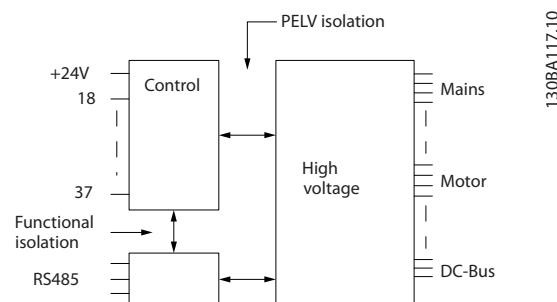 PELV isolation
130BA117.10
+24V
Control
18
Mains
High
voltage
37
Motor
Functional
isolation
RS485
DC-Bus